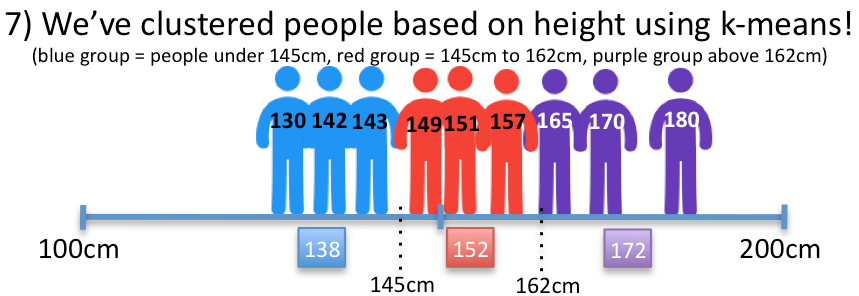 7) We’ve clustered people based on height using k-means!
(blue group = people under 145cm, red group = 145cm to 162cm, purple group above 162cm)
130 142 143 149 151 157 165 170 180
100cm 138 152 172 200cm
145cm 162cm